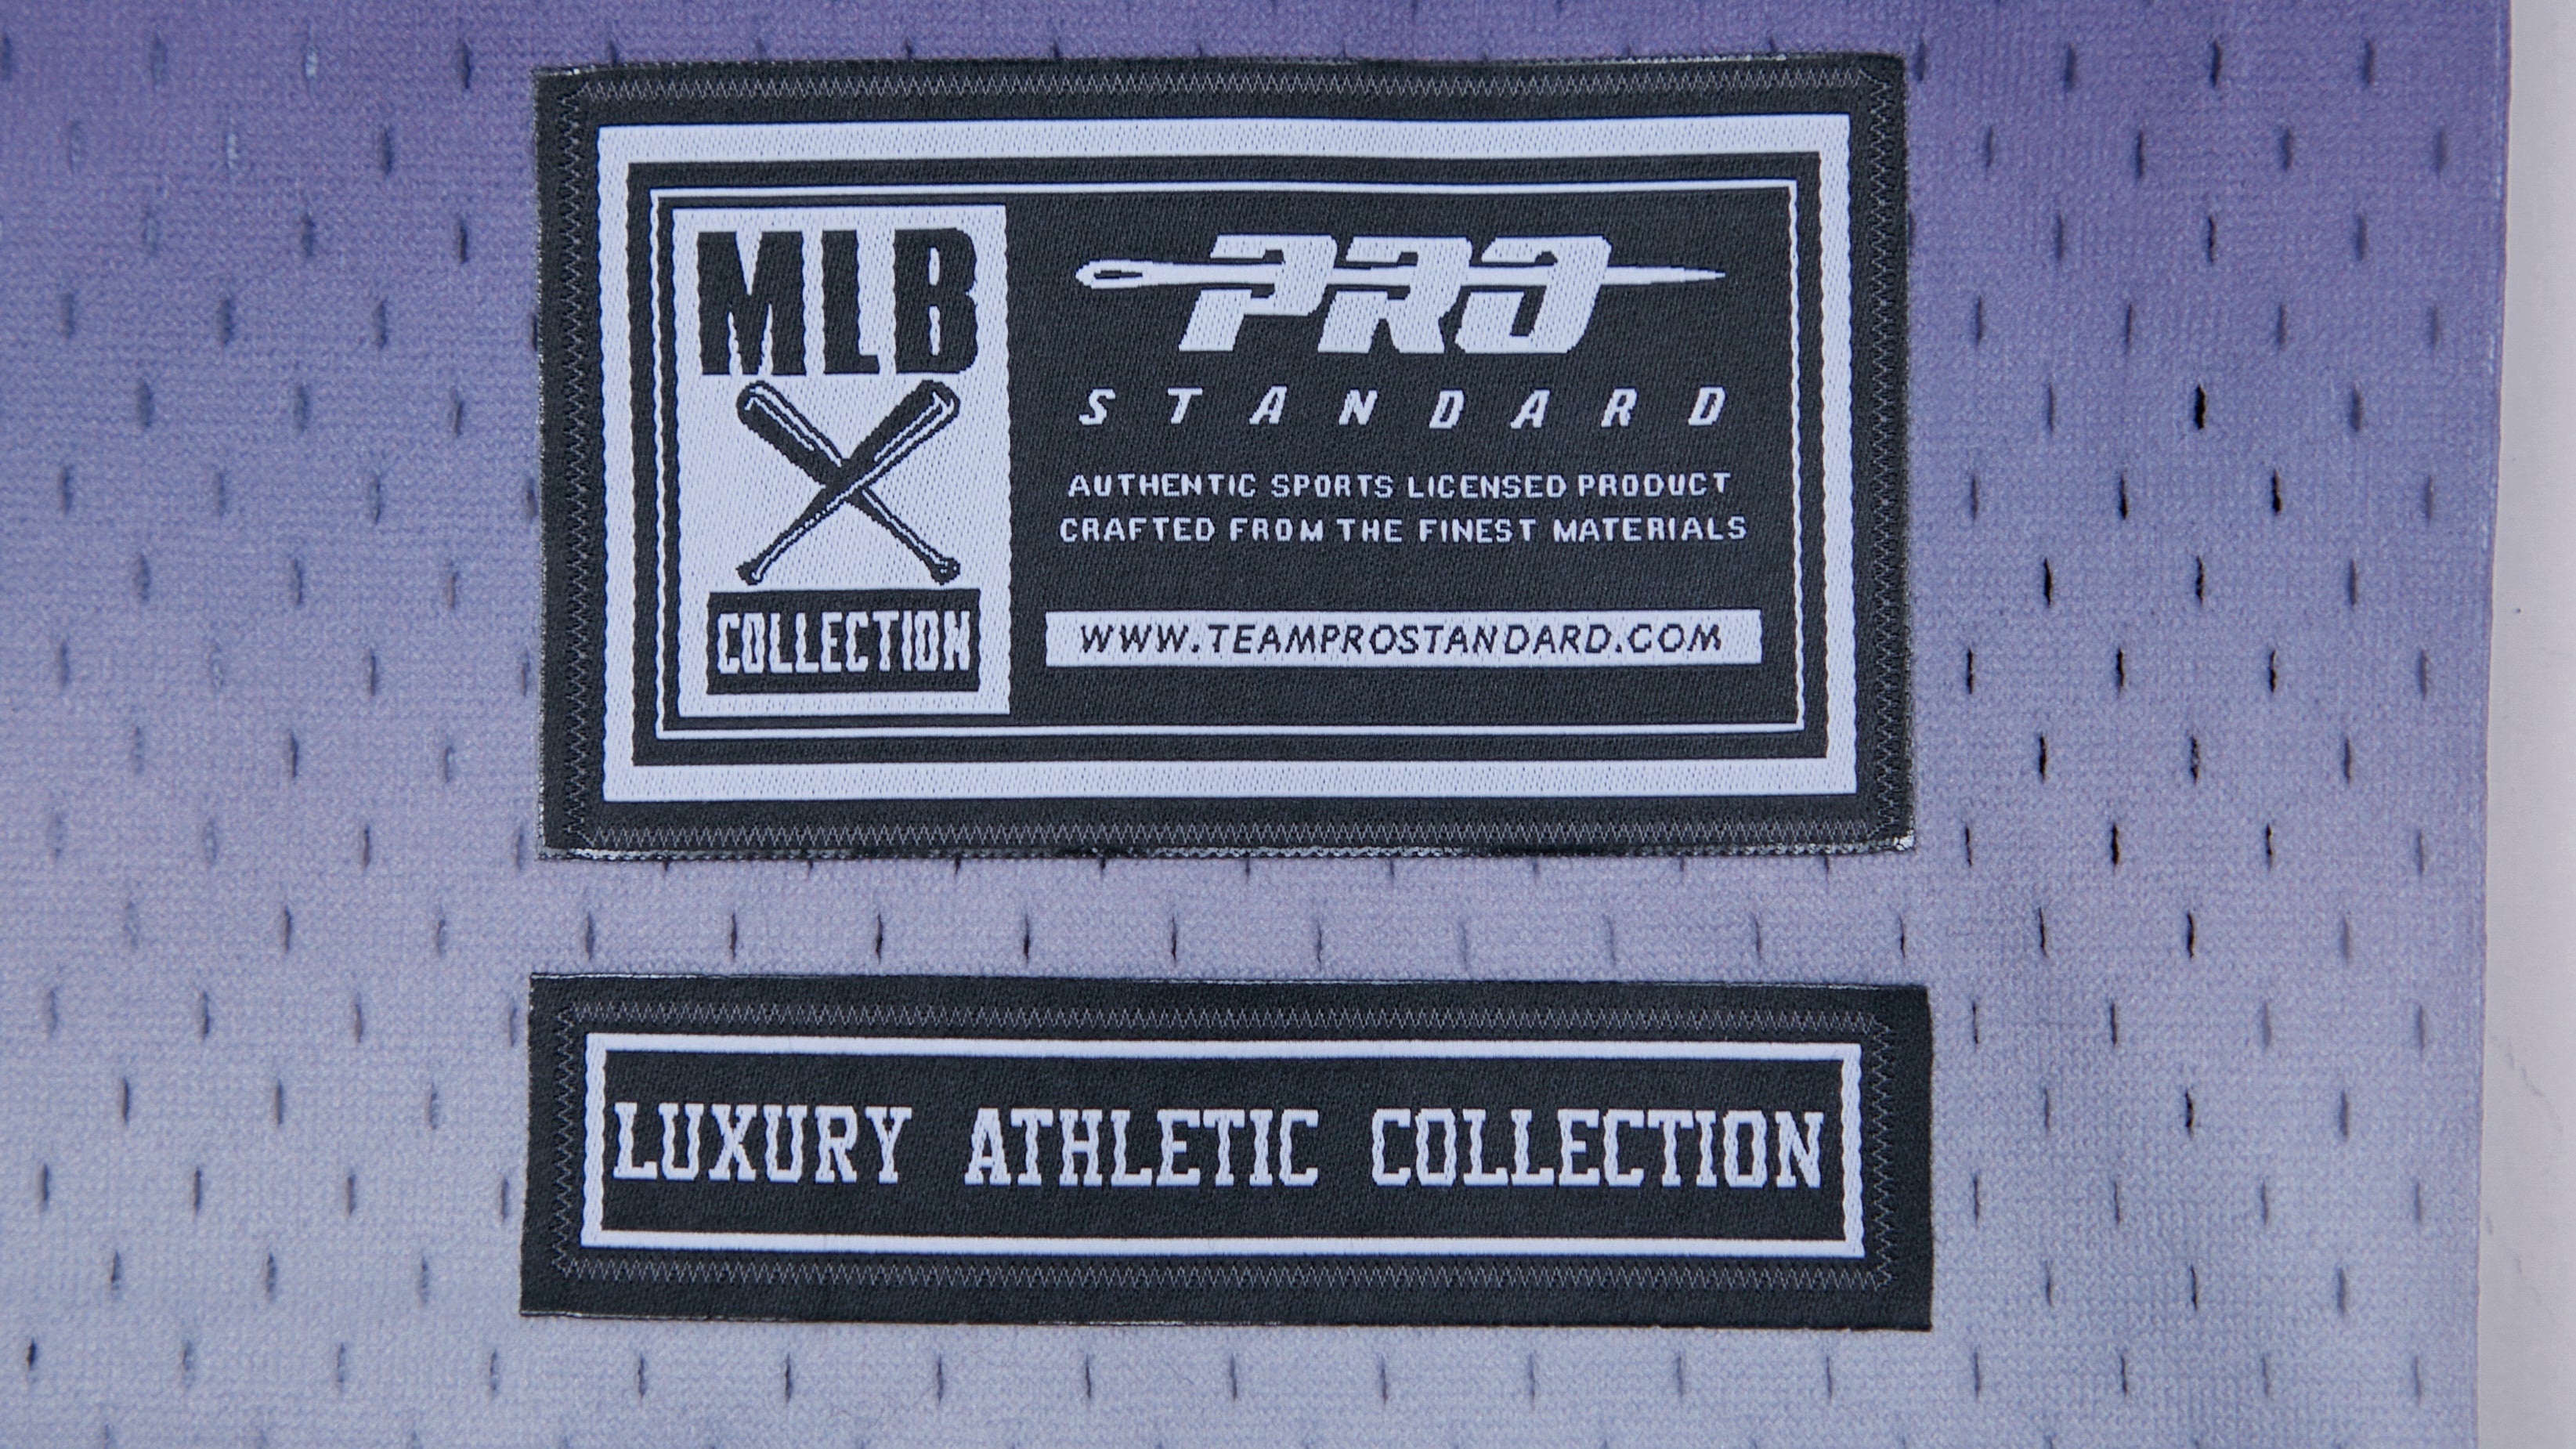 MLB
COLLECTION
PRO
STANDARD
AUTHENTIC SPORTS LICENSED PRODUCT
CRAFTED FROM THE FINEST MATERIALS
WWW.TEAMPROSTANDARD.COM
LUXURY ATHLETIC COLLECTION